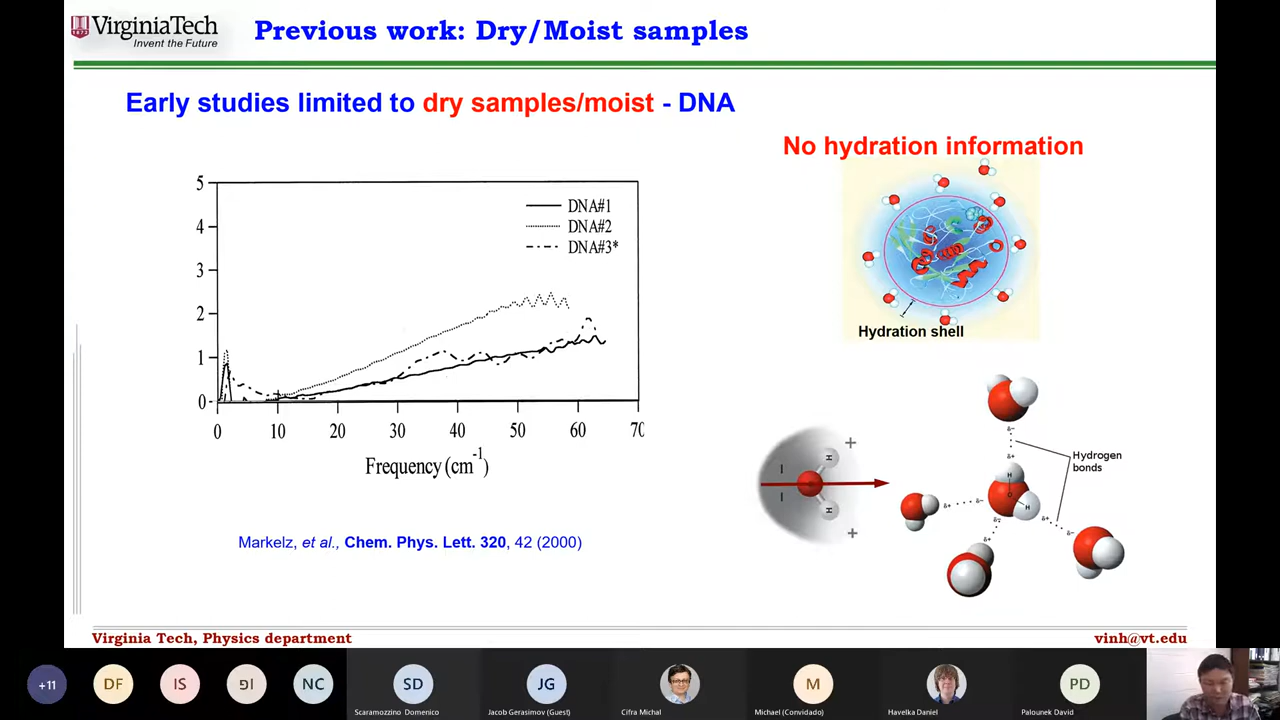 VirginiaTech
Invent the Future
Previous work: Dry/Moist samples
Early studies limited to dry samples/moist - DNA
No hydration information
5
4
3
2
1
0
DNA#1
DNA#2
DNA#3*
0 10 20 30 40 50 60 70
Frequency (cm-1)
Hydration shell
+
+
H
H
Hydrogen
bonds
δ-
δ+
H
O
H
δ+
δ-
δ+
δ-
δ-
δ+
Markelz, et al., Chem. Phys. Lett. 320, 42 (2000)
Virginia Tech, Physics department
vinh@vt.edu
+11
DF
IS
פו
NC
SD
JG
M
PD
Scaramozzino Domenico
Jacob Gerasimov (Guest)
Cifra Michal
Michael (Convidado)
Havelka Daniel
Palounek David